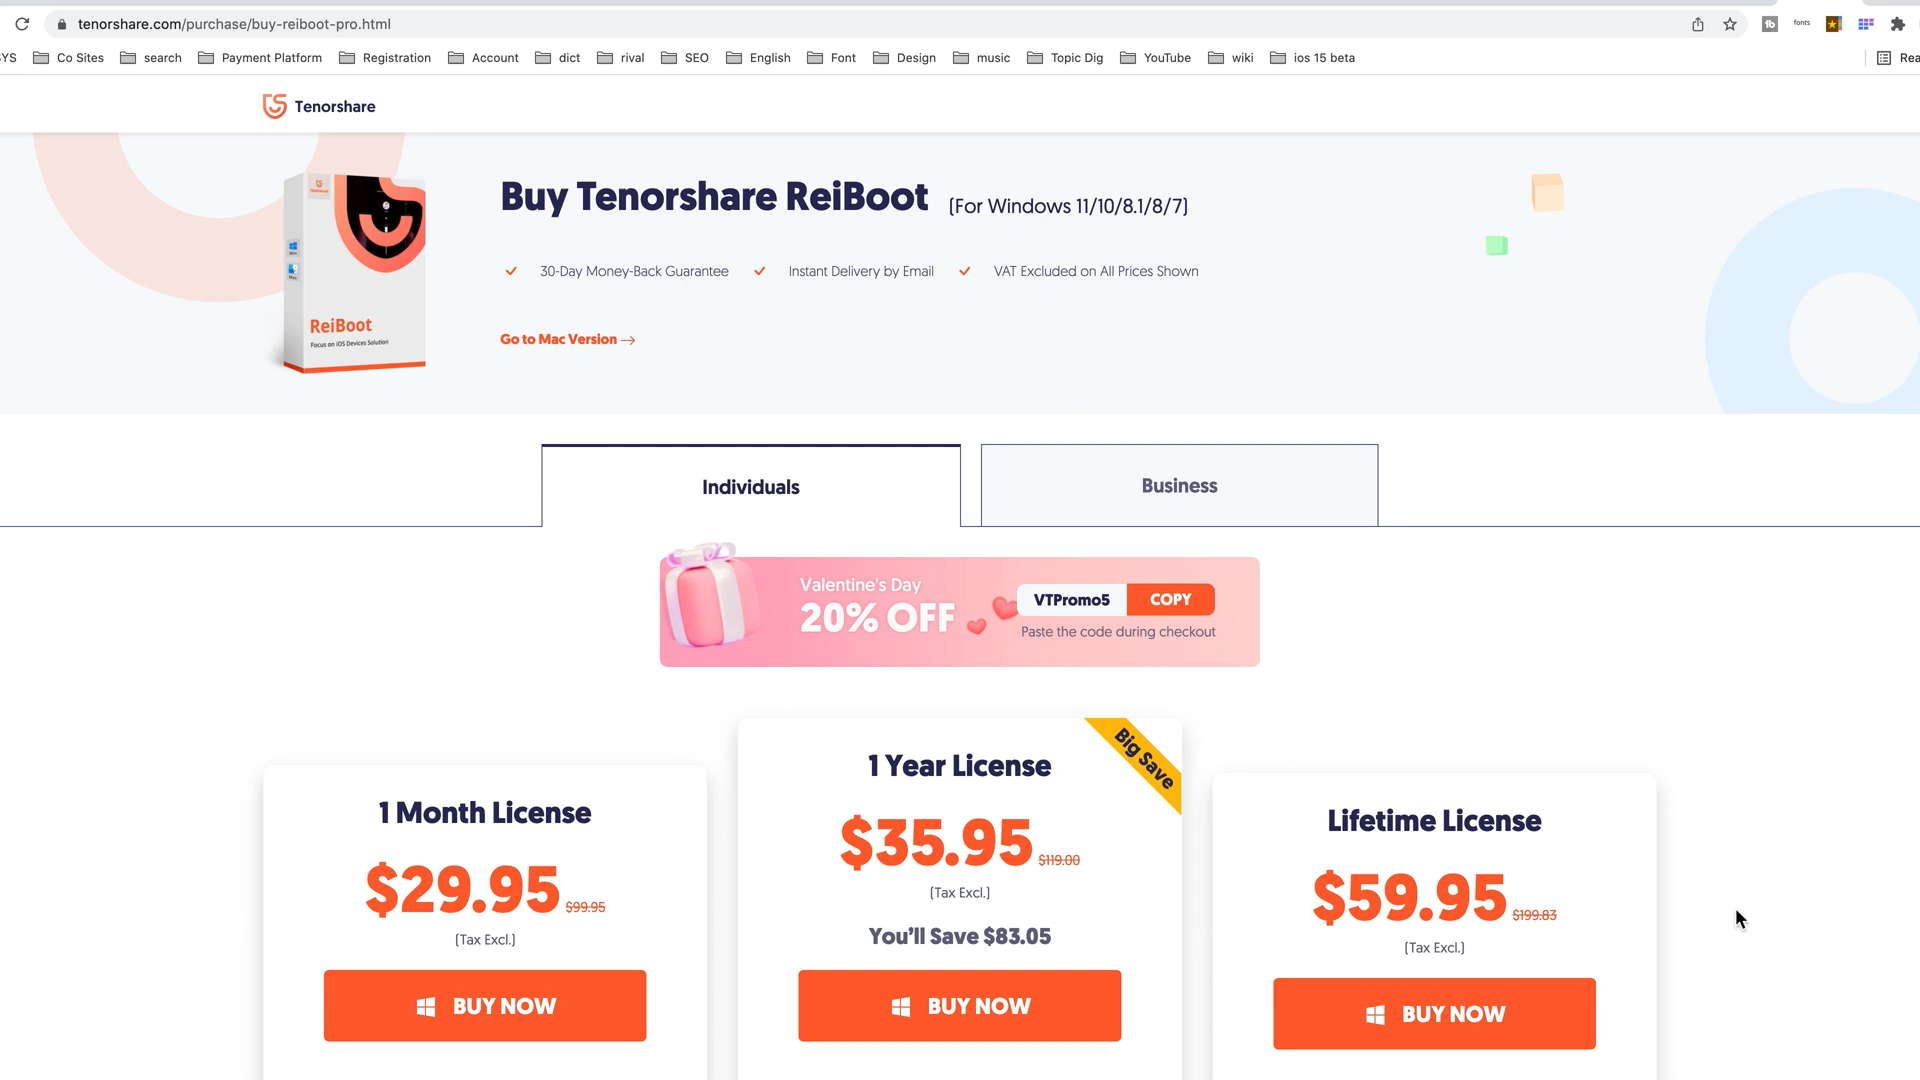 tenorshare.com/purchase/buy-reiboot-pro.html
fonts
YS Co Sites search Payment Platform Registration Account dict rival SEO English Font Design music Topic Dig YouTube wiki ios 15 beta Rea
Tenorshare
Buy Tenorshare ReiBoot (For Windows 11/10/8.1/8/7)
30-Day Money-Back Guarantee Instant Delivery by Email VAT Excluded on All Prices Shown
Go to Mac Version →
ReiBoot
Focus on iOS Devices Solution
Individuals
Business
Valentine's Day
20% OFF
VTPromo5 COPY
Paste the code during checkout
1 Month License
$29.95 $99.95
(Tax Excl.)
BUY NOW
Big Save
1 Year License
$35.95 $119.00
(Tax Excl.)
You'll Save $83.05
BUY NOW
Lifetime License
$59.95 $199.83
(Tax Excl.)
BUY NOW